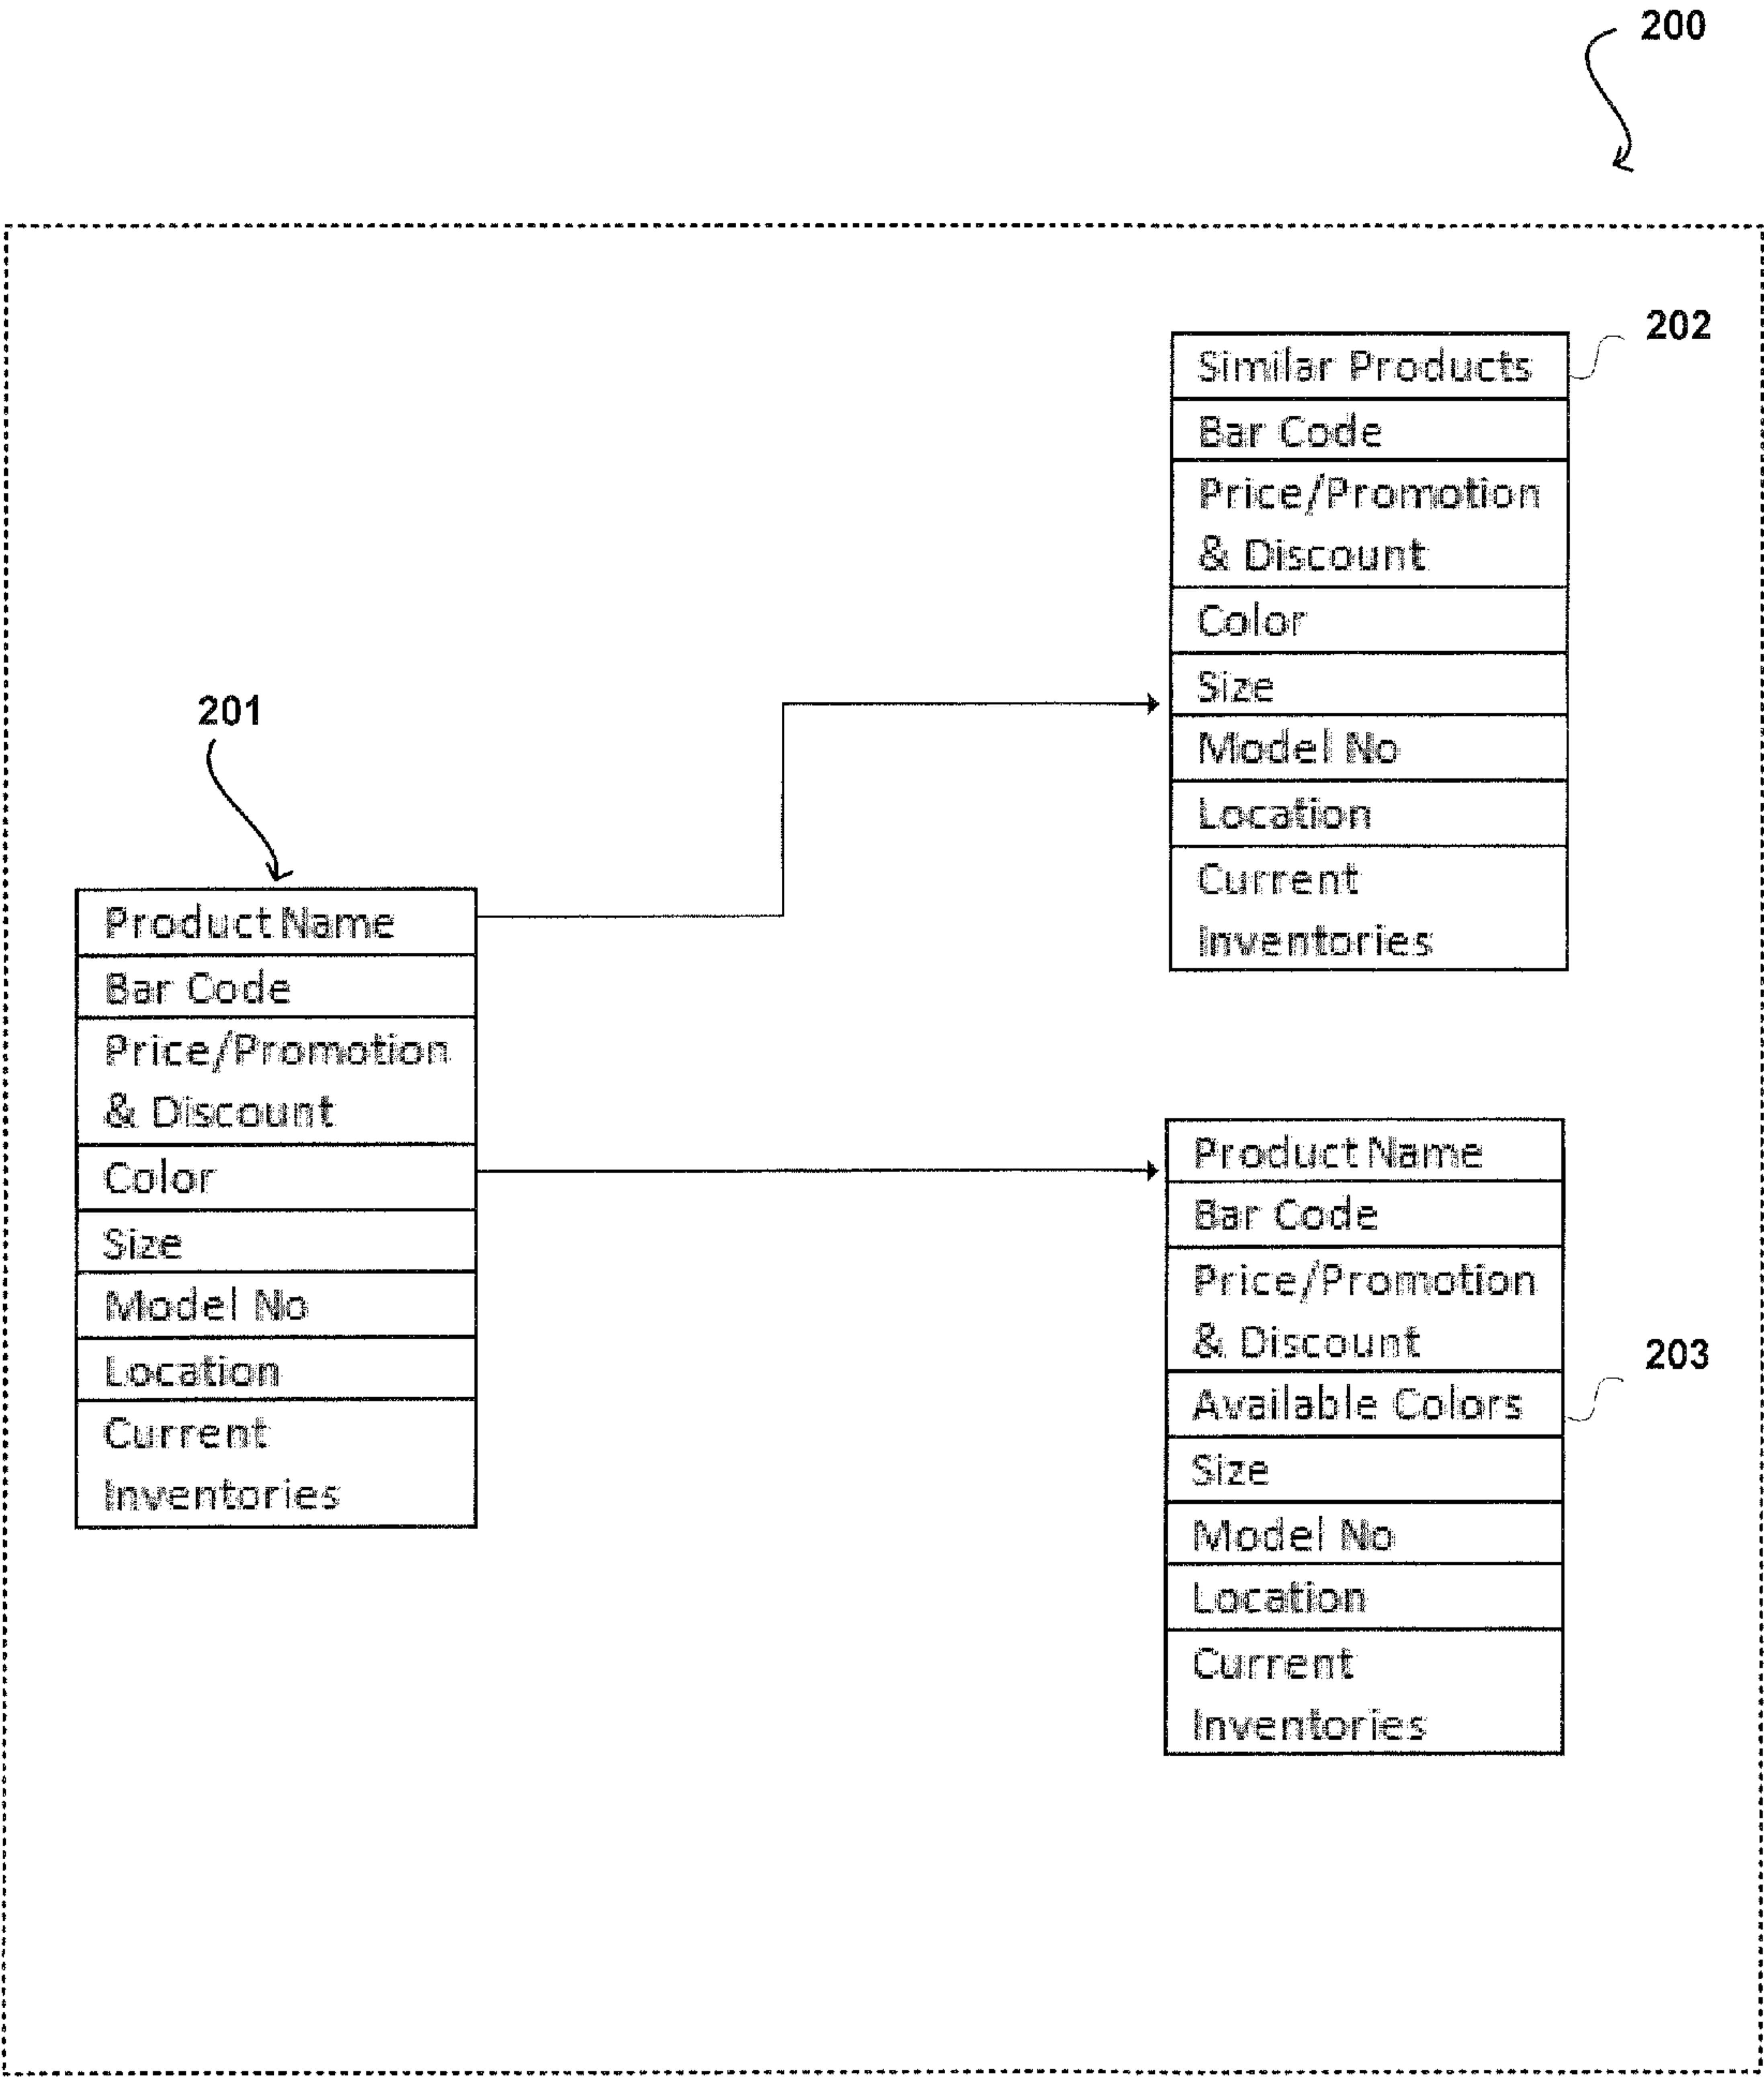 200
202
Similar Products
Bar Code
Price/Promotion
& Discount
Color
Size
Model No
Location
Current
Inventories
201
Product Name
Bar Code
Price/Promotion
& Discount
Color
Size
Model No
Location
Current
Inventories
Product Name
Bar Code
Price/Promotion
& Discount
203
Available Colors
Size
Model No
Location
Current
Inventories